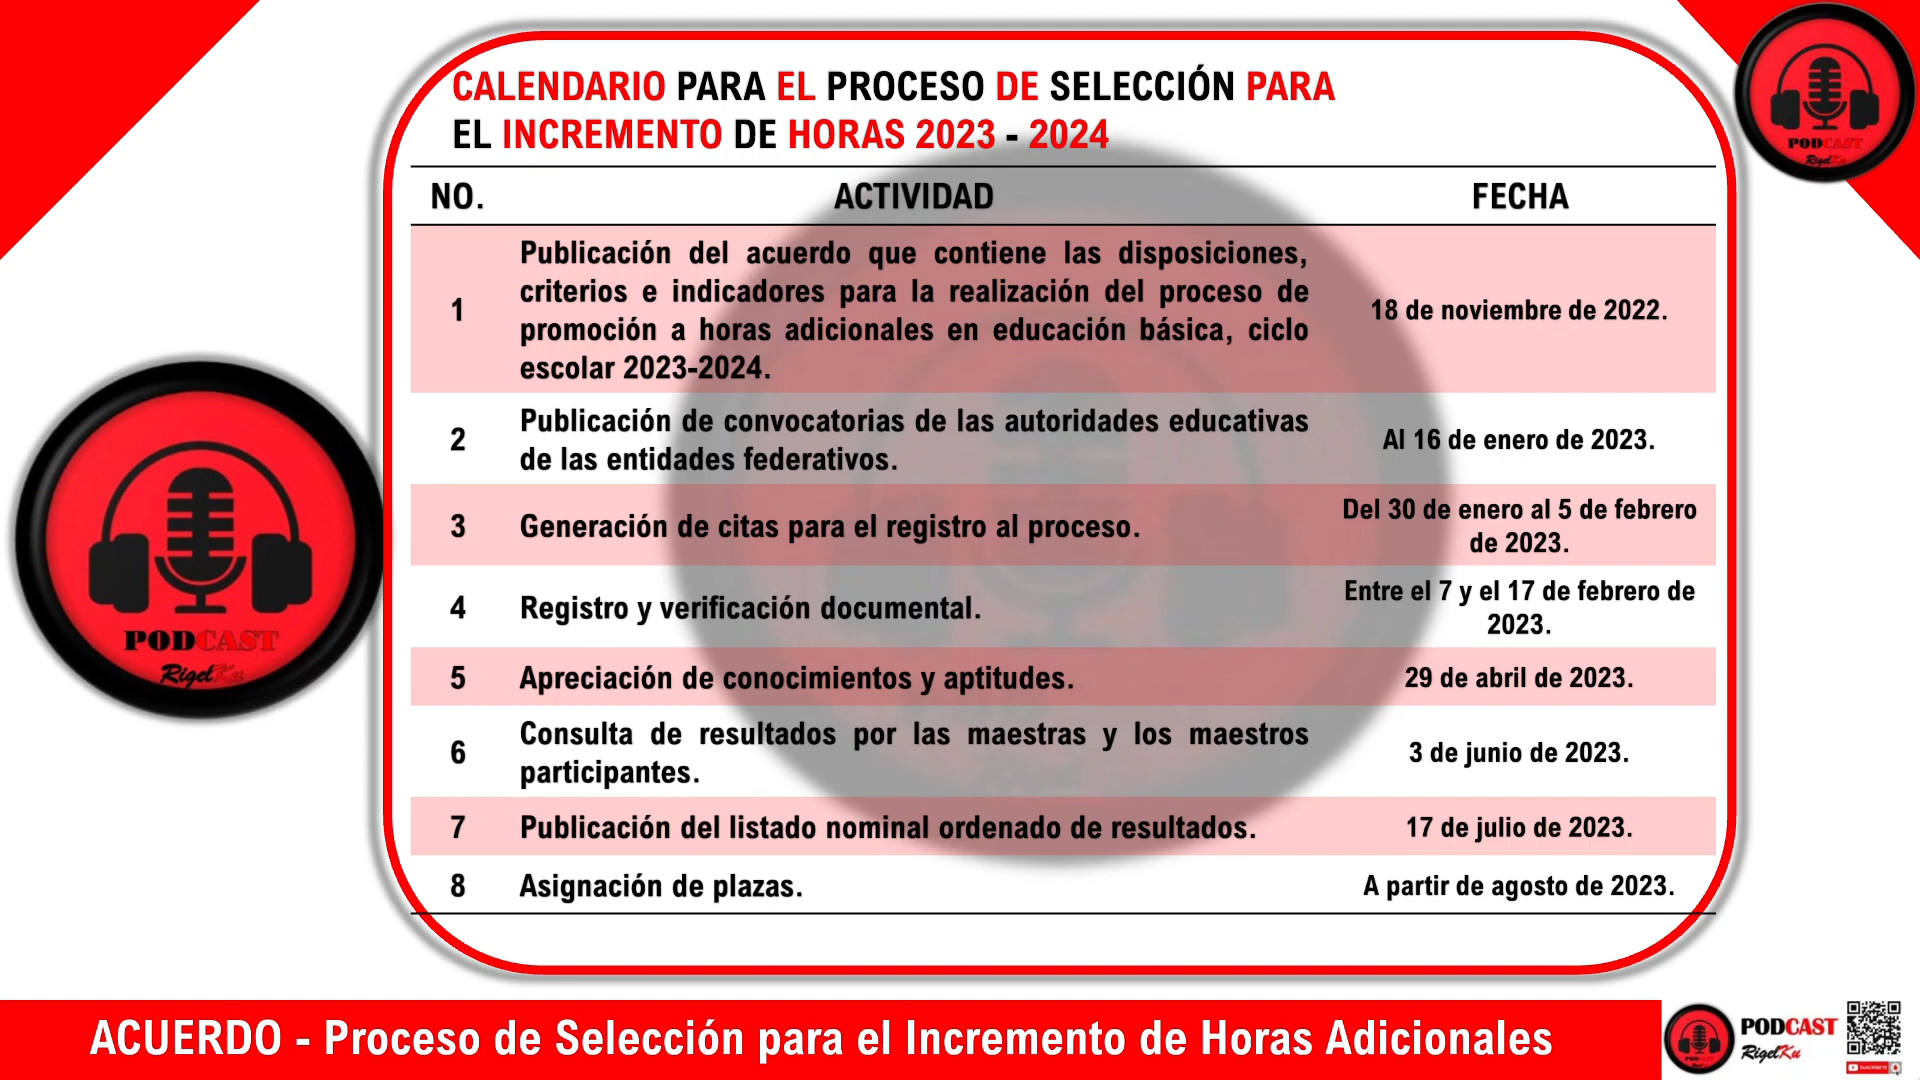 CALENDARIO PARA EL PROCESO DE SELECCIÓN PARA
EL INCREMENTO DE HORAS 2023 - 2024
NO. ACTIVIDAD FECHA
1
Publicación del acuerdo que contiene las disposiciones,
criterios e indicadores para la realización del proceso de
promoción a horas adicionales en educación básica, ciclo
escolar 2023-2024.
18 de noviembre de 2022.
2
Publicación de convocatorias de las autoridades educativas
de las entidades federativos.
Al 16 de enero de 2023.
3
Generación de citas para el registro al proceso.
Del 30 de enero al 5 de febrero
de 2023.
4
Registro y verificación documental.
Entre el 7 y el 17 de febrero de
2023.
5
Apreciación de conocimientos y aptitudes.
29 de abril de 2023.
6
Consulta de resultados por las maestras y los maestros
participantes.
3 de junio de 2023.
7
Publicación del listado nominal ordenado de resultados.
17 de julio de 2023.
8
Asignación de plazas.
A partir de agosto de 2023.
PODCAST
RigelKu
PODCAST
RigelKu
ACUERDO - Proceso de Selección para el Incremento de Horas Adicionales
PODCAST
RigelKu